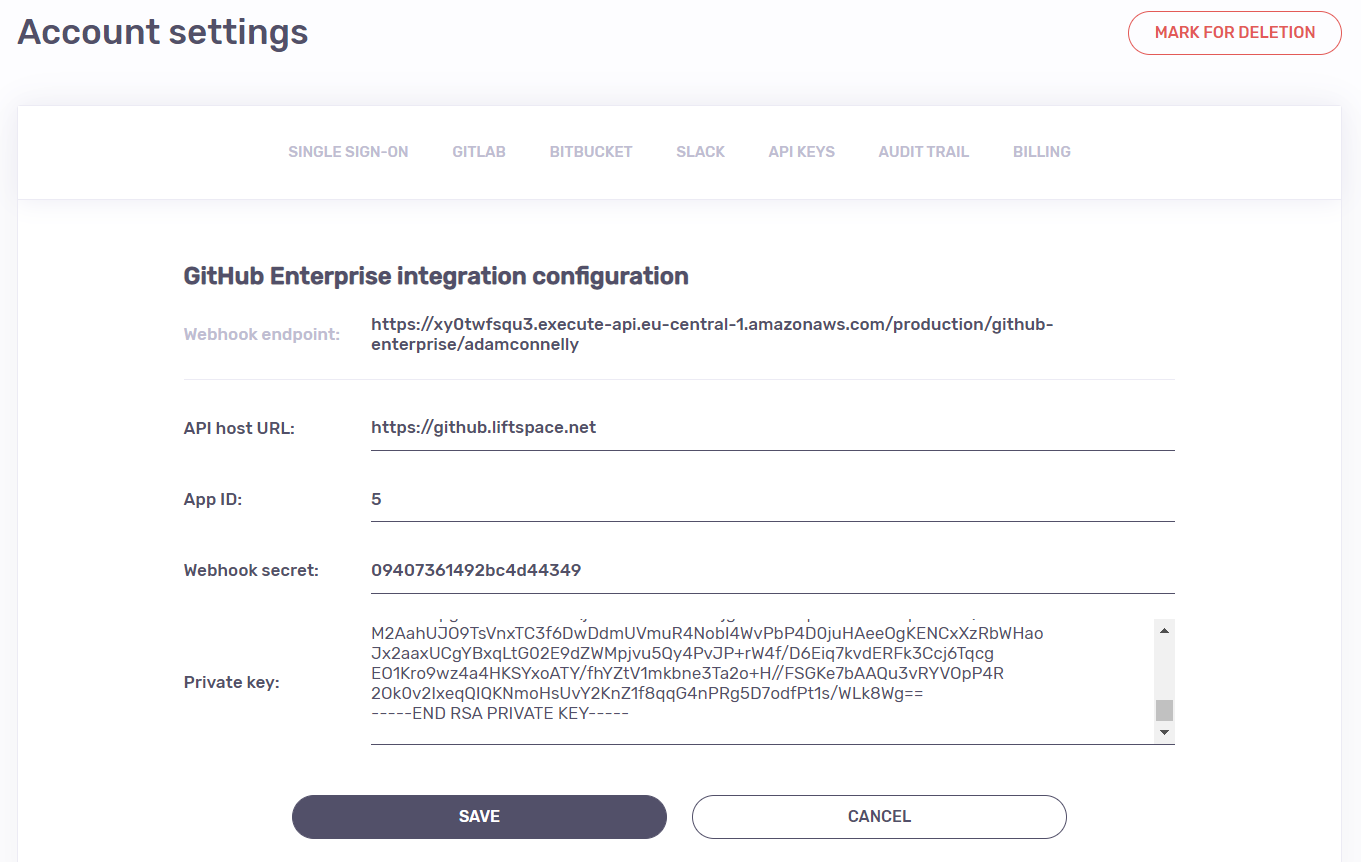 Account settings
MARK FOR DELETION
SINGLE SIGN-ON GITLAB BITBUCKET SLACK API KEYS AUDIT TRAIL BILLING
GitHub Enterprise integration configuration
Webhook endpoint:
https://xy0twfsqu3.execute-api.eu-central-1.amazonaws.com/production/github-
enterprise/adamconnelly
API host URL:
https://github.liftspace.net
App ID:
5
Webhook secret:
09407361492bc4d44349
Private key:
M2AahUJO9TsVnxTC3f6DwDdmUVmuR4NobI4WvPbP4D0juHAeeOgKENCxXzRbWHao
Jx2aaxUCgYBxqLtG02E9dZWMpjvu5Qy4PvJP+rW4f/D6Eiq7kvdERFk3Ccj6Tqcg
EO1Kro9wz4a4HKSYxoATY/fhYZtV1mkbne3Ta2o+H//FSGKe7bAAQu3vRYVOpP4R
2Ok0v2IxeqQIQKNmoHsUvY2KnZ1f8qqG4nPRg5D7odfPt1s/WLk8Wg==
-----END RSA PRIVATE KEY-----
SAVE
CANCEL